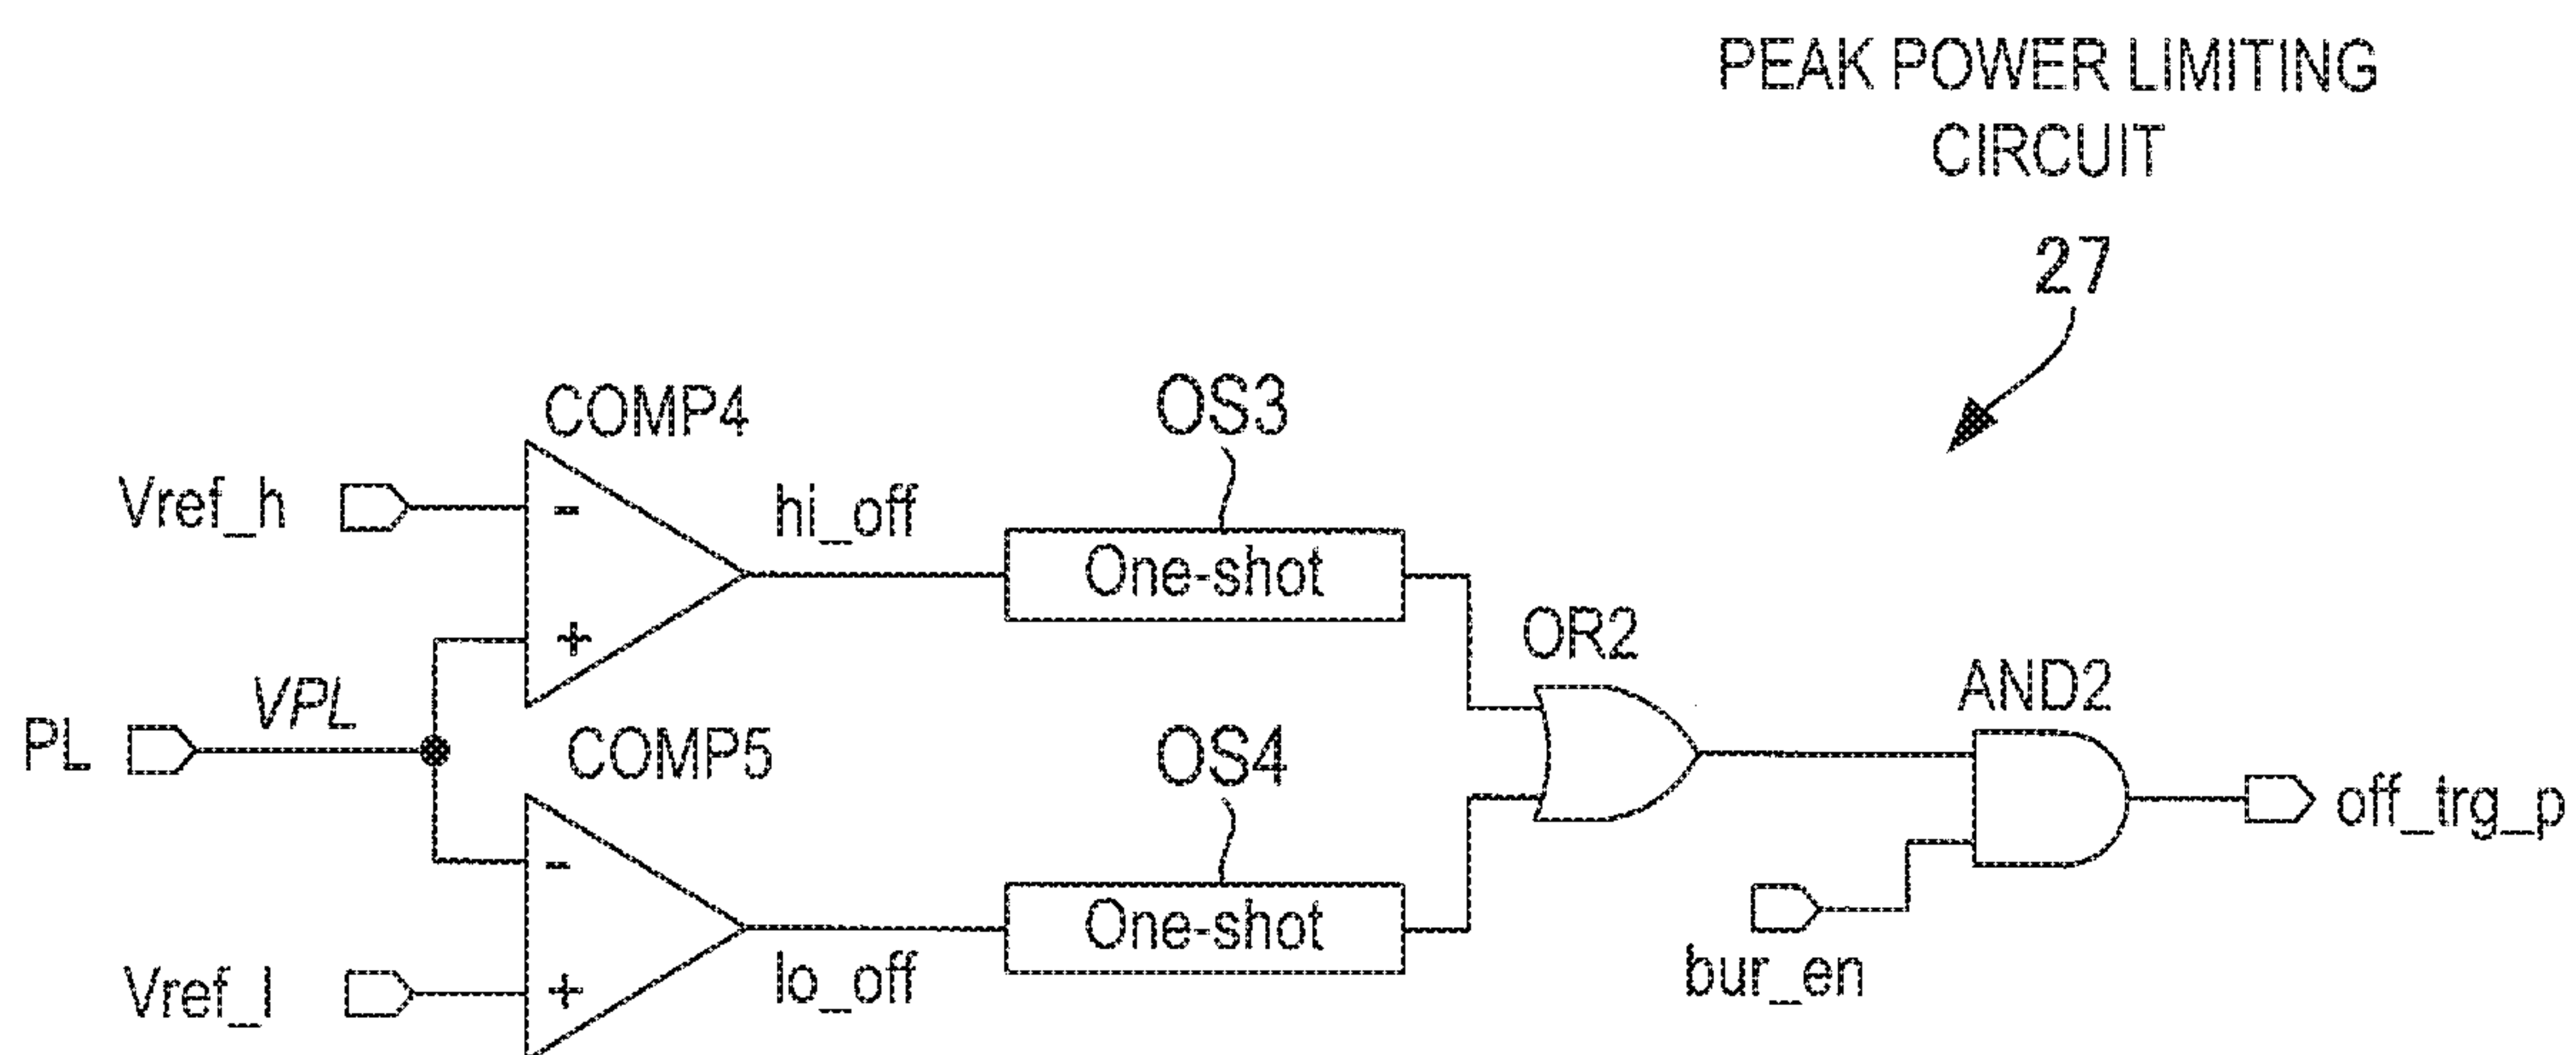 PEAK POWER LIMITING
CIRCUIT
27
COMP4
OS3
Vref_h
-
hi_off
One-shot
+
OR2
VPL
PL
AND2
COMP5
OS4
off_trg_p
-
One-shot
bur_en
Vref_l
+
lo_off